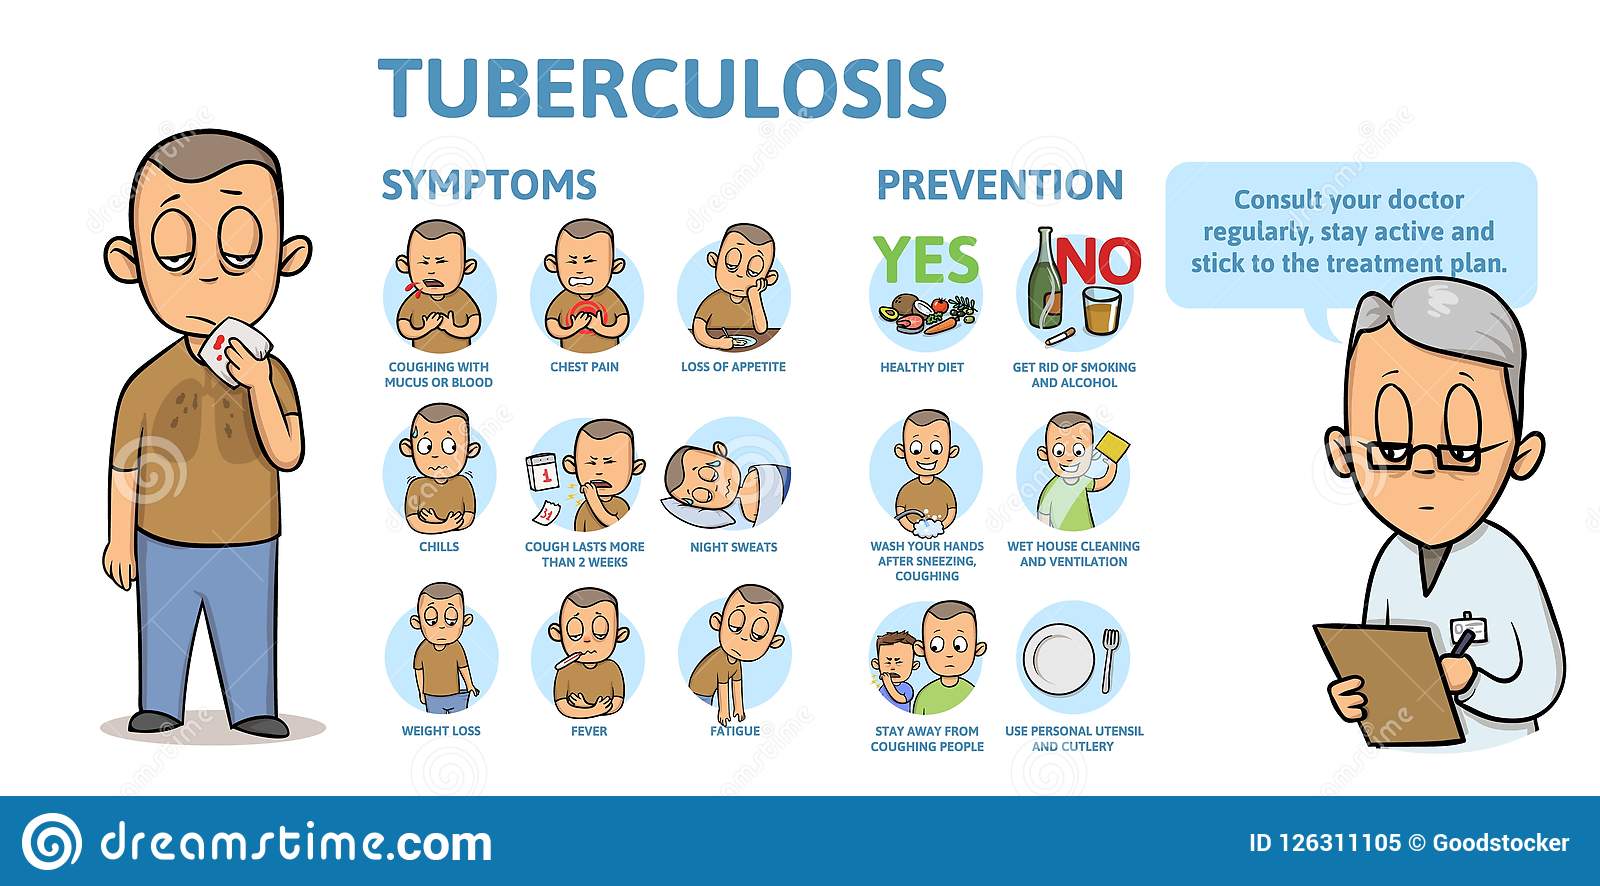 TUBERCULOSIS
SYMPTOMS
COUGHING WITH
MUCUS OR BLOOD
CHEST PAIN
LOSS OF APPETITE
CHILLS
1
31
COUGH LASTS MORE
THAN 2 WEEKS
NIGHT SWEATS
WEIGHT LOSS
FEVER
FATIGUE
PREVENTION
YES
HEALTHY DIET
NO
GET RID OF SMOKING
AND ALCOHOL
WASH YOUR HANDS
AFTER SNEEZING,
COUGHING
WET HOUSE CLEANING
AND VENTILATION
STAY AWAY FROM
COUGHING PEOPLE
USE PERSONAL UTENSIL
AND CUTLERY
Consult your doctor
regularly, stay active and
stick to the treatment plan.
dreamstime.com
ID 126311105 © Goodstocker